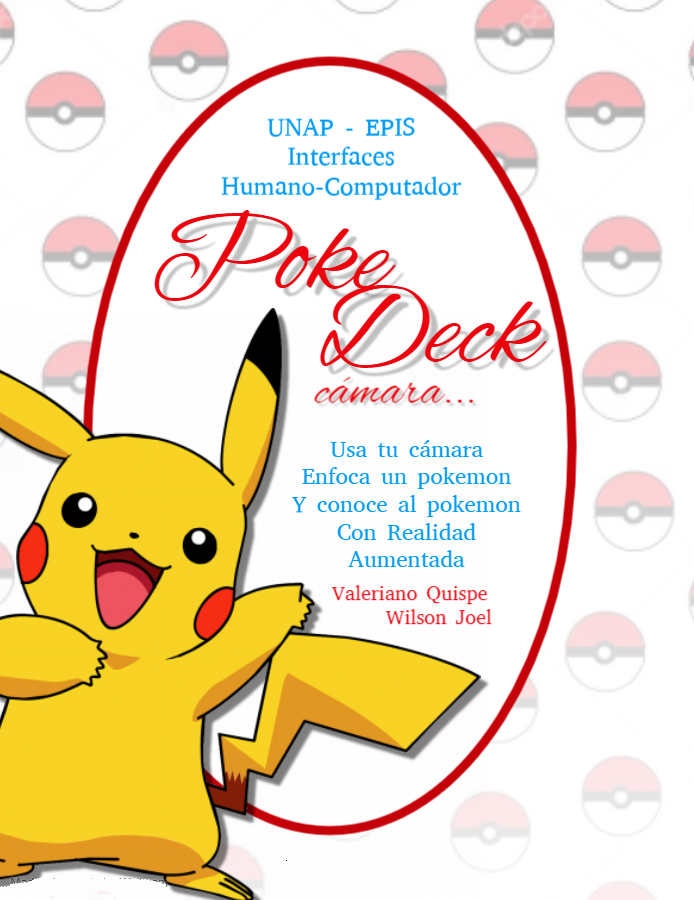 UNAP - EPIS
Interfaces
Humano-Computador
Poke
Deck
cámara...
Usa tu cámara
Enfoca un pokemon
Y conoce al pokemon
Con Realidad
Aumentada
Valeriano Quispe
Wilson Joel